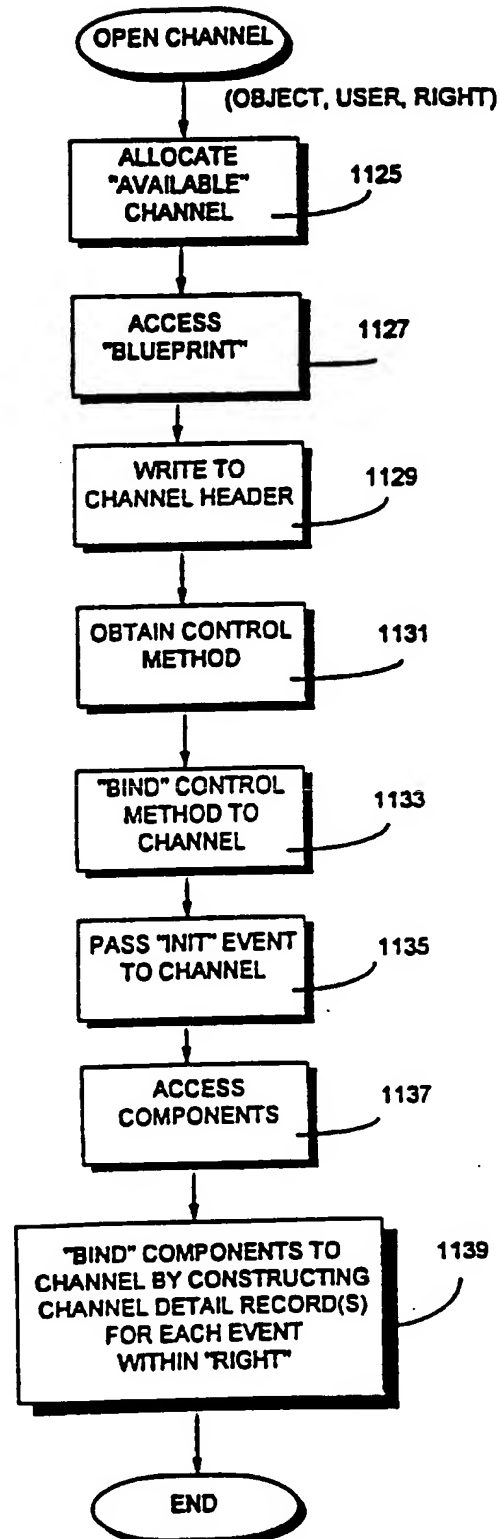 OPEN CHANNEL
(OBJECT, USER, RIGHT)
ALLOCATE
"AVAILABLE"
CHANNEL
1125
ACCESS
"BLUEPRINT"
1127
WRITE TO
CHANNEL HEADER
1129
OBTAIN CONTROL
METHOD
1131
"BIND" CONTROL
METHOD TO
CHANNEL
1133
PASS "INIT" EVENT
TO CHANNEL
1135
ACCESS
COMPONENTS
1137
"BIND" COMPONENTS TO
CHANNEL BY CONSTRUCTING
CHANNEL DETAIL RECORD(S)
FOR EACH EVENT
WITHIN "RIGHT"
1139
END